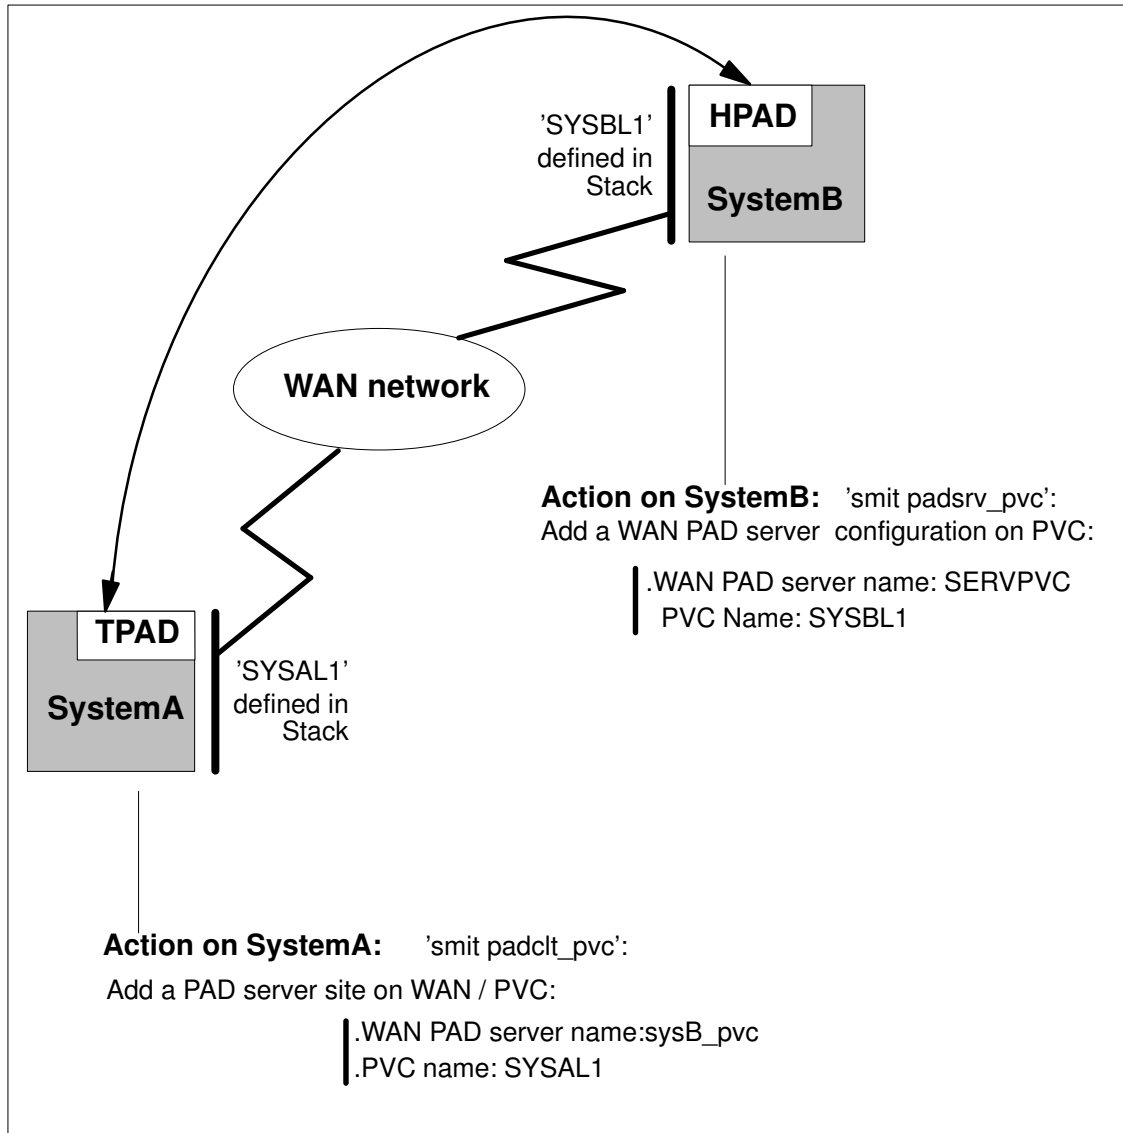 HPAD
SystemB
’SYSBL1’
defined in
Stack
WAN network
Action on SystemB: ’smit padsrv_pvc’:
Add a WAN PAD server configuration on PVC:
.WAN PAD server name: SERVPVC
PVC Name: SYSBL1
TPAD
SystemA
’SYSAL1’
defined in
Stack
Action on SystemA: ’smit padclt_pvc’:
Add a PAD server site on WAN / PVC:
.WAN PAD server name:sysB_pvc
.PVC name: SYSAL1